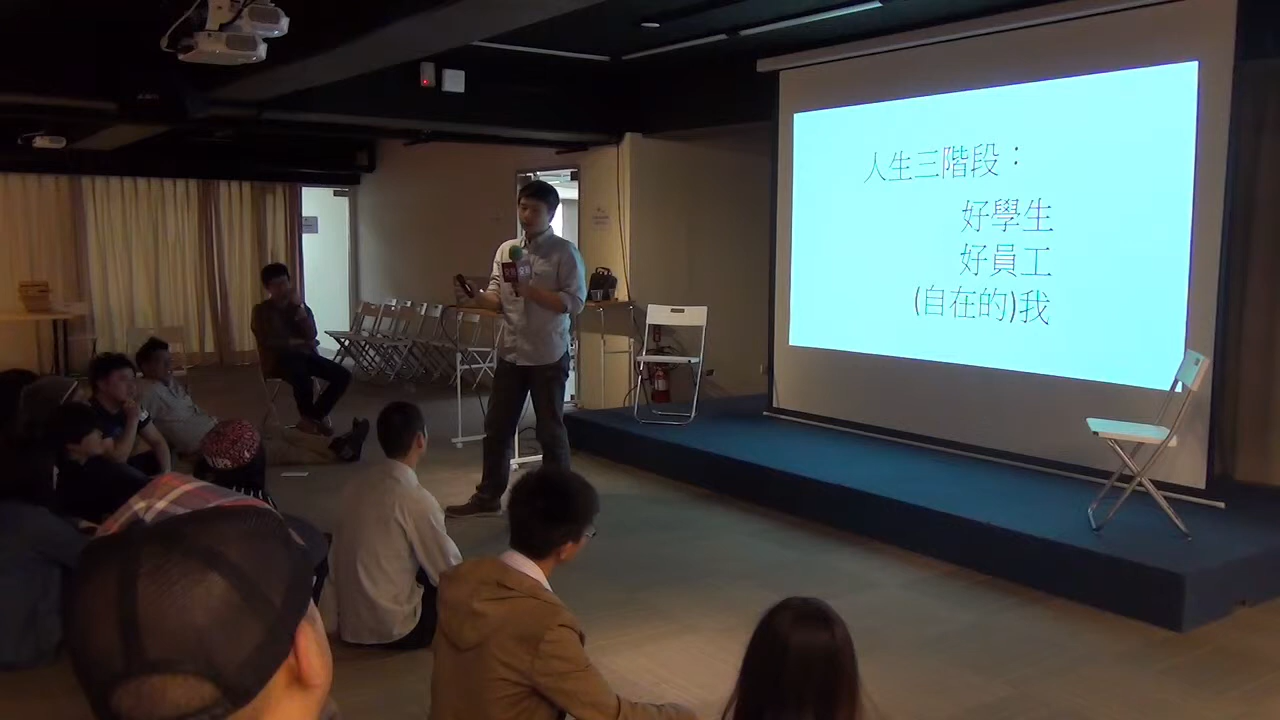 人生三階段：
好學生
好員工
(自在的)我